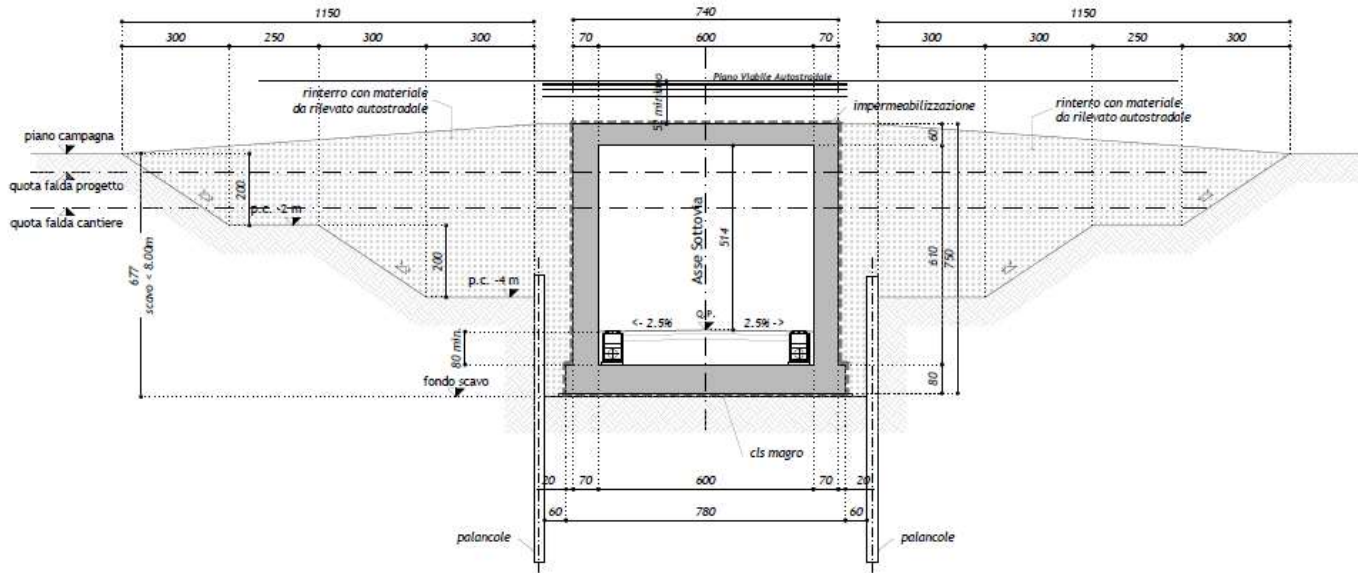 1150
740
1150
300
250
300
300
70
600
70
300
300
250
300
Piano Viabile Autostradale
rinterro con materiale
da rilevato autostradale
impermeabilizzazione
rinterro con materiale
da rilevato autostradale
piano campagna
60
quota falda progetto
200
p.c. -2 m
quota falda cantiere
Asse Sottovia
514
610
750
677
scavo < 8.00m
200
p.c. -4 m
Q.P.
<- 2.5%
2.5% ->
80 min.
fondo scavo
80
cls magro
20
70
600
70
20
60
780
60
palancole
palancole